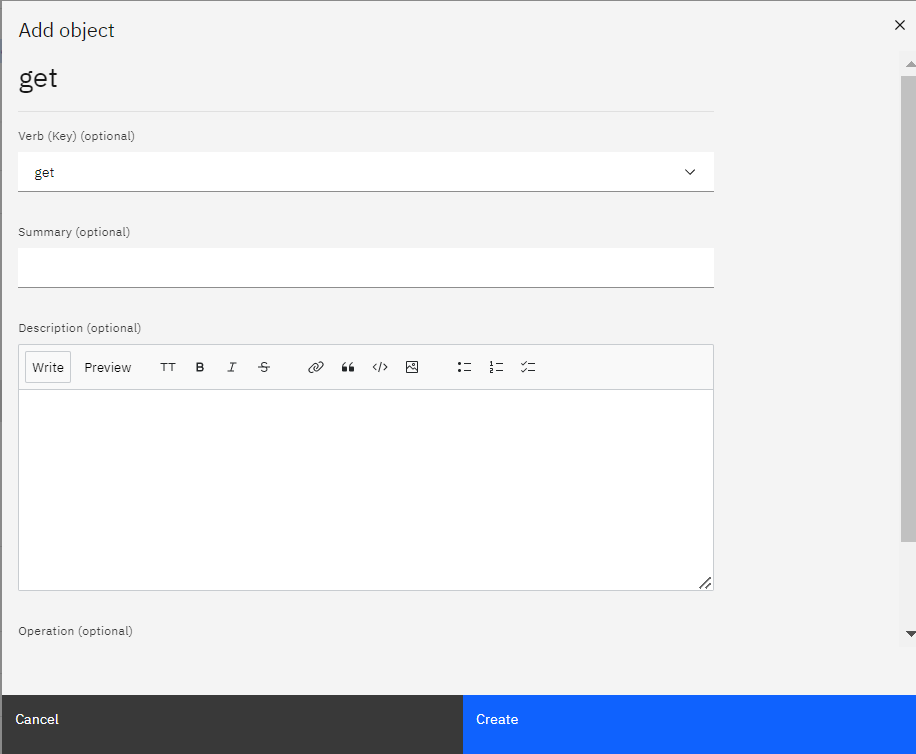 Add object
get
Verb (Key) (optional)
get
Summary (optional)
Description (optional)
Write Preview TT B I S
Operation (optional)
Cancel Create